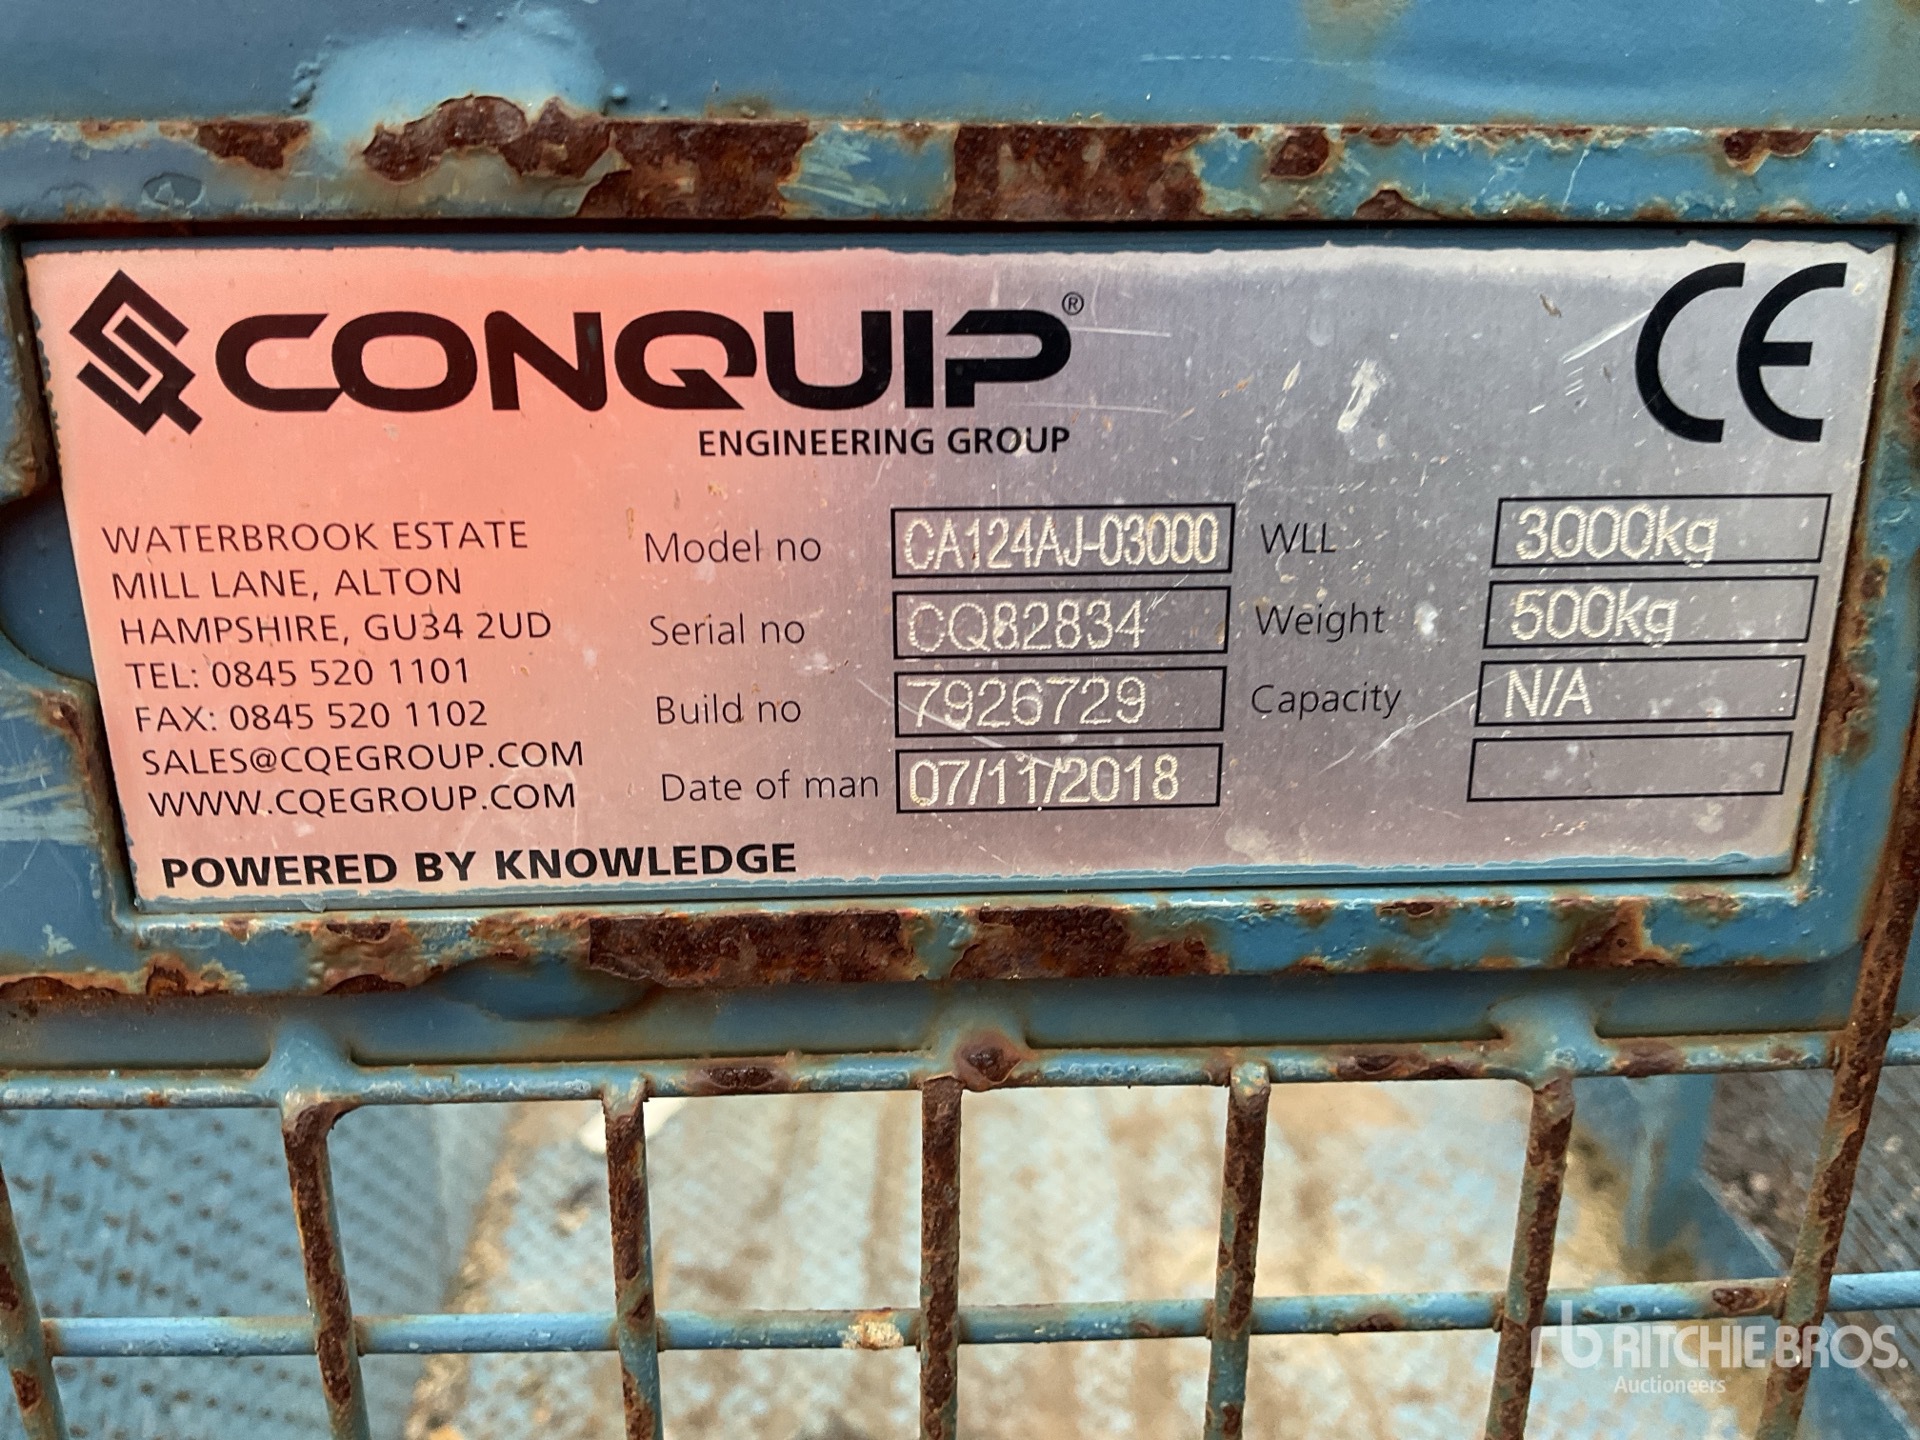 CONQUIP®
ENGINEERING GROUP
CE
WATERBROOK ESTATE
MILL LANE, ALTON
HAMPSHIRE, GU34 2UD
TEL: 0845 520 1101
FAX: 0845 520 1102
SALES@CQEGROUP.COM
WWW.CQEGROUP.COM
POWERED BY KNOWLEDGE
Model no CA124AJ-03000
Serial no CQ82834
Build no 7926729
Date of man 07/11/2018
WLL 3000kg
Weight 500kg
Capacity N/A
rb RITCHIE BROS.
Auctioneers